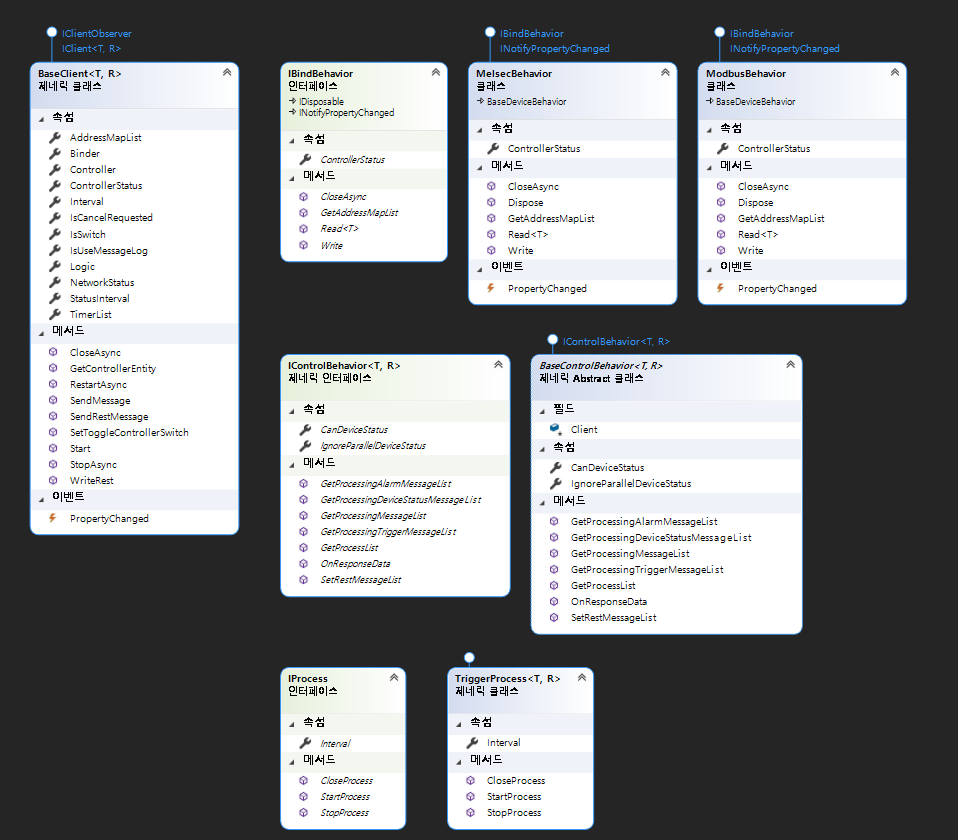 IClientObserver
IClient<T, R>
BaseClient<T, R>
제네릭 클래스
속성
AddressMapList
Binder
Controller
ControllerStatus
Interval
IsCancelRequested
IsSwitch
IsUseMessageLog
Logic
NetworkStatus
StatusInterval
TimerList
메서드
CloseAsync
GetControllerEntity
RestartAsync
SendMessage
SendRestMessage
SetToggleControllerSwitch
Start
StopAsync
WriteRest
이벤트
PropertyChanged
IBindBehavior
인터페이스
IDisposable
INotifyPropertyChanged
속성
ControllerStatus
메서드
CloseAsync
GetAddressMapList
Read<T>
Write
IBindBehavior
INotifyPropertyChanged
MelsecBehavior
클래스
BaseDeviceBehavior
속성
ControllerStatus
메서드
CloseAsync
Dispose
GetAddressMapList
Read<T>
Write
이벤트
PropertyChanged
IBindBehavior
INotifyPropertyChanged
ModbusBehavior
클래스
BaseDeviceBehavior
속성
ControllerStatus
메서드
CloseAsync
Dispose
GetAddressMapList
Read<T>
Write
이벤트
PropertyChanged
IControlBehavior<T, R>
제네릭 인터페이스
속성
CanDeviceStatus
IgnoreParallelDeviceStatus
메서드
GetProcessingAlarmMessageList
GetProcessingDeviceStatusMessageList
GetProcessingMessageList
GetProcessingTriggerMessageList
GetProcessList
OnResponseData
SetRestMessageList
IControlBehavior<T, R>
BaseControlBehavior<T, R>
제네릭 Abstract 클래스
필드
Client
속성
CanDeviceStatus
IgnoreParallelDeviceStatus
메서드
GetProcessingAlarmMessageList
GetProcessingDeviceStatusMessageList
GetProcessingMessageList
GetProcessingTriggerMessageList
GetProcessList
OnResponseData
SetRestMessageList
IProcess
인터페이스
속성
Interval
메서드
CloseProcess
StartProcess
StopProcess
TriggerProcess<T, R>
제네릭 클래스
속성
Interval
메서드
CloseProcess
StartProcess
StopProcess